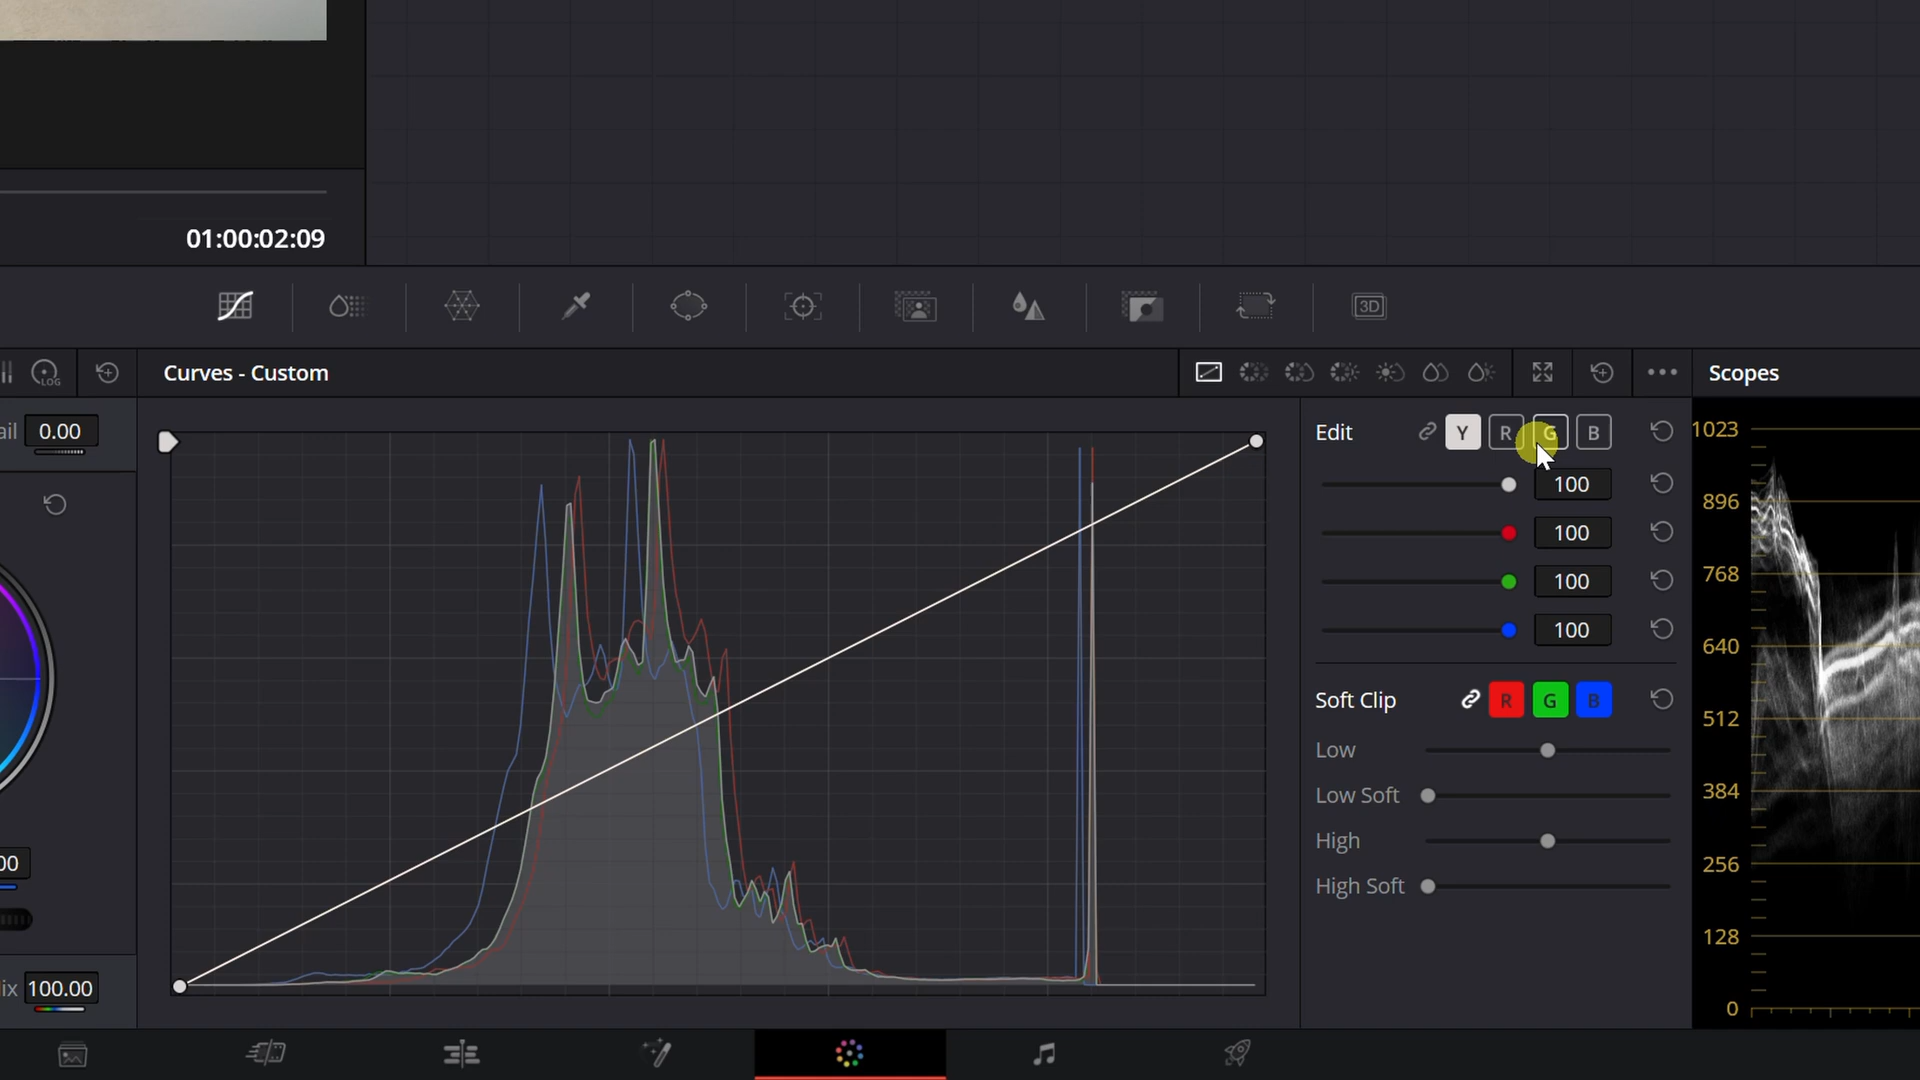 01:00:02:09
3D
LOG
Curves - Custom
Scopes
ail 0.00
Edit Y R G B
100
100
100
100
Soft Clip R G B
Low
Low Soft
High
High Soft
00
ix 100.00
1023
896
768
640
512
384
256
128
0